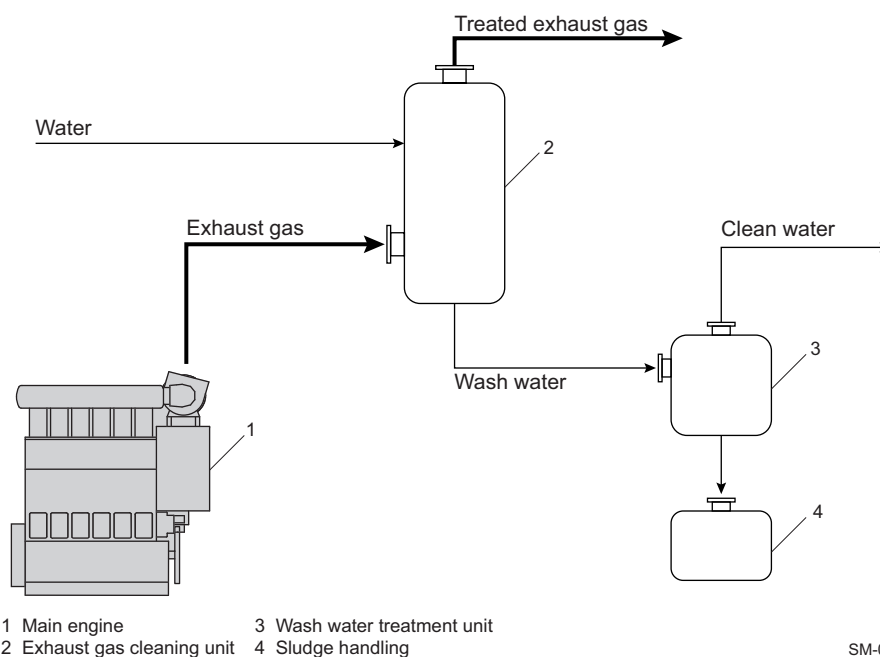 Treated exhaust gas
Water
2
Exhaust gas
Clean water
3
Wash water
1
4
1 Main engine 3 Wash water treatment unit
2 Exhaust gas cleaning unit 4 Sludge handling